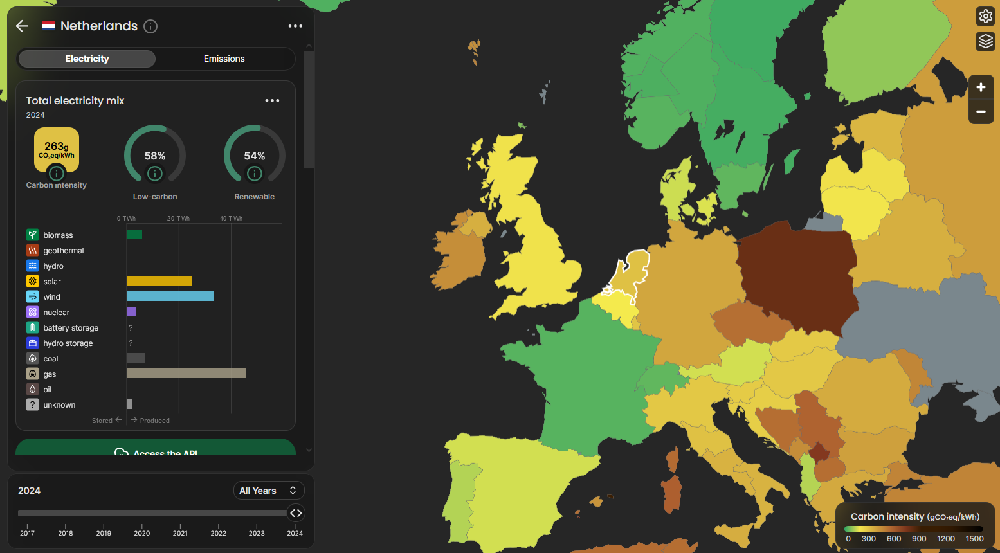 Netherlands
Electricity
Emissions
Total electricity mix
2024
263g
CO₂eq/kWh
58%
54%
Carbon intensity
Low-carbon
Renewable
0 TWh
20 TWh
40 TWh
biomass
geothermal
hydro
solar
wind
nuclear
battery storage
?
hydro storage
?
coal
gas
oil
? unknown
Stored
Produced
Access the API
2024
All Years
2017
2018
2019
2020
2021
2022
2023
2024
+
−
Carbon intensity (gCO₂eq/kWh)
0
300
600
900
1200
1500